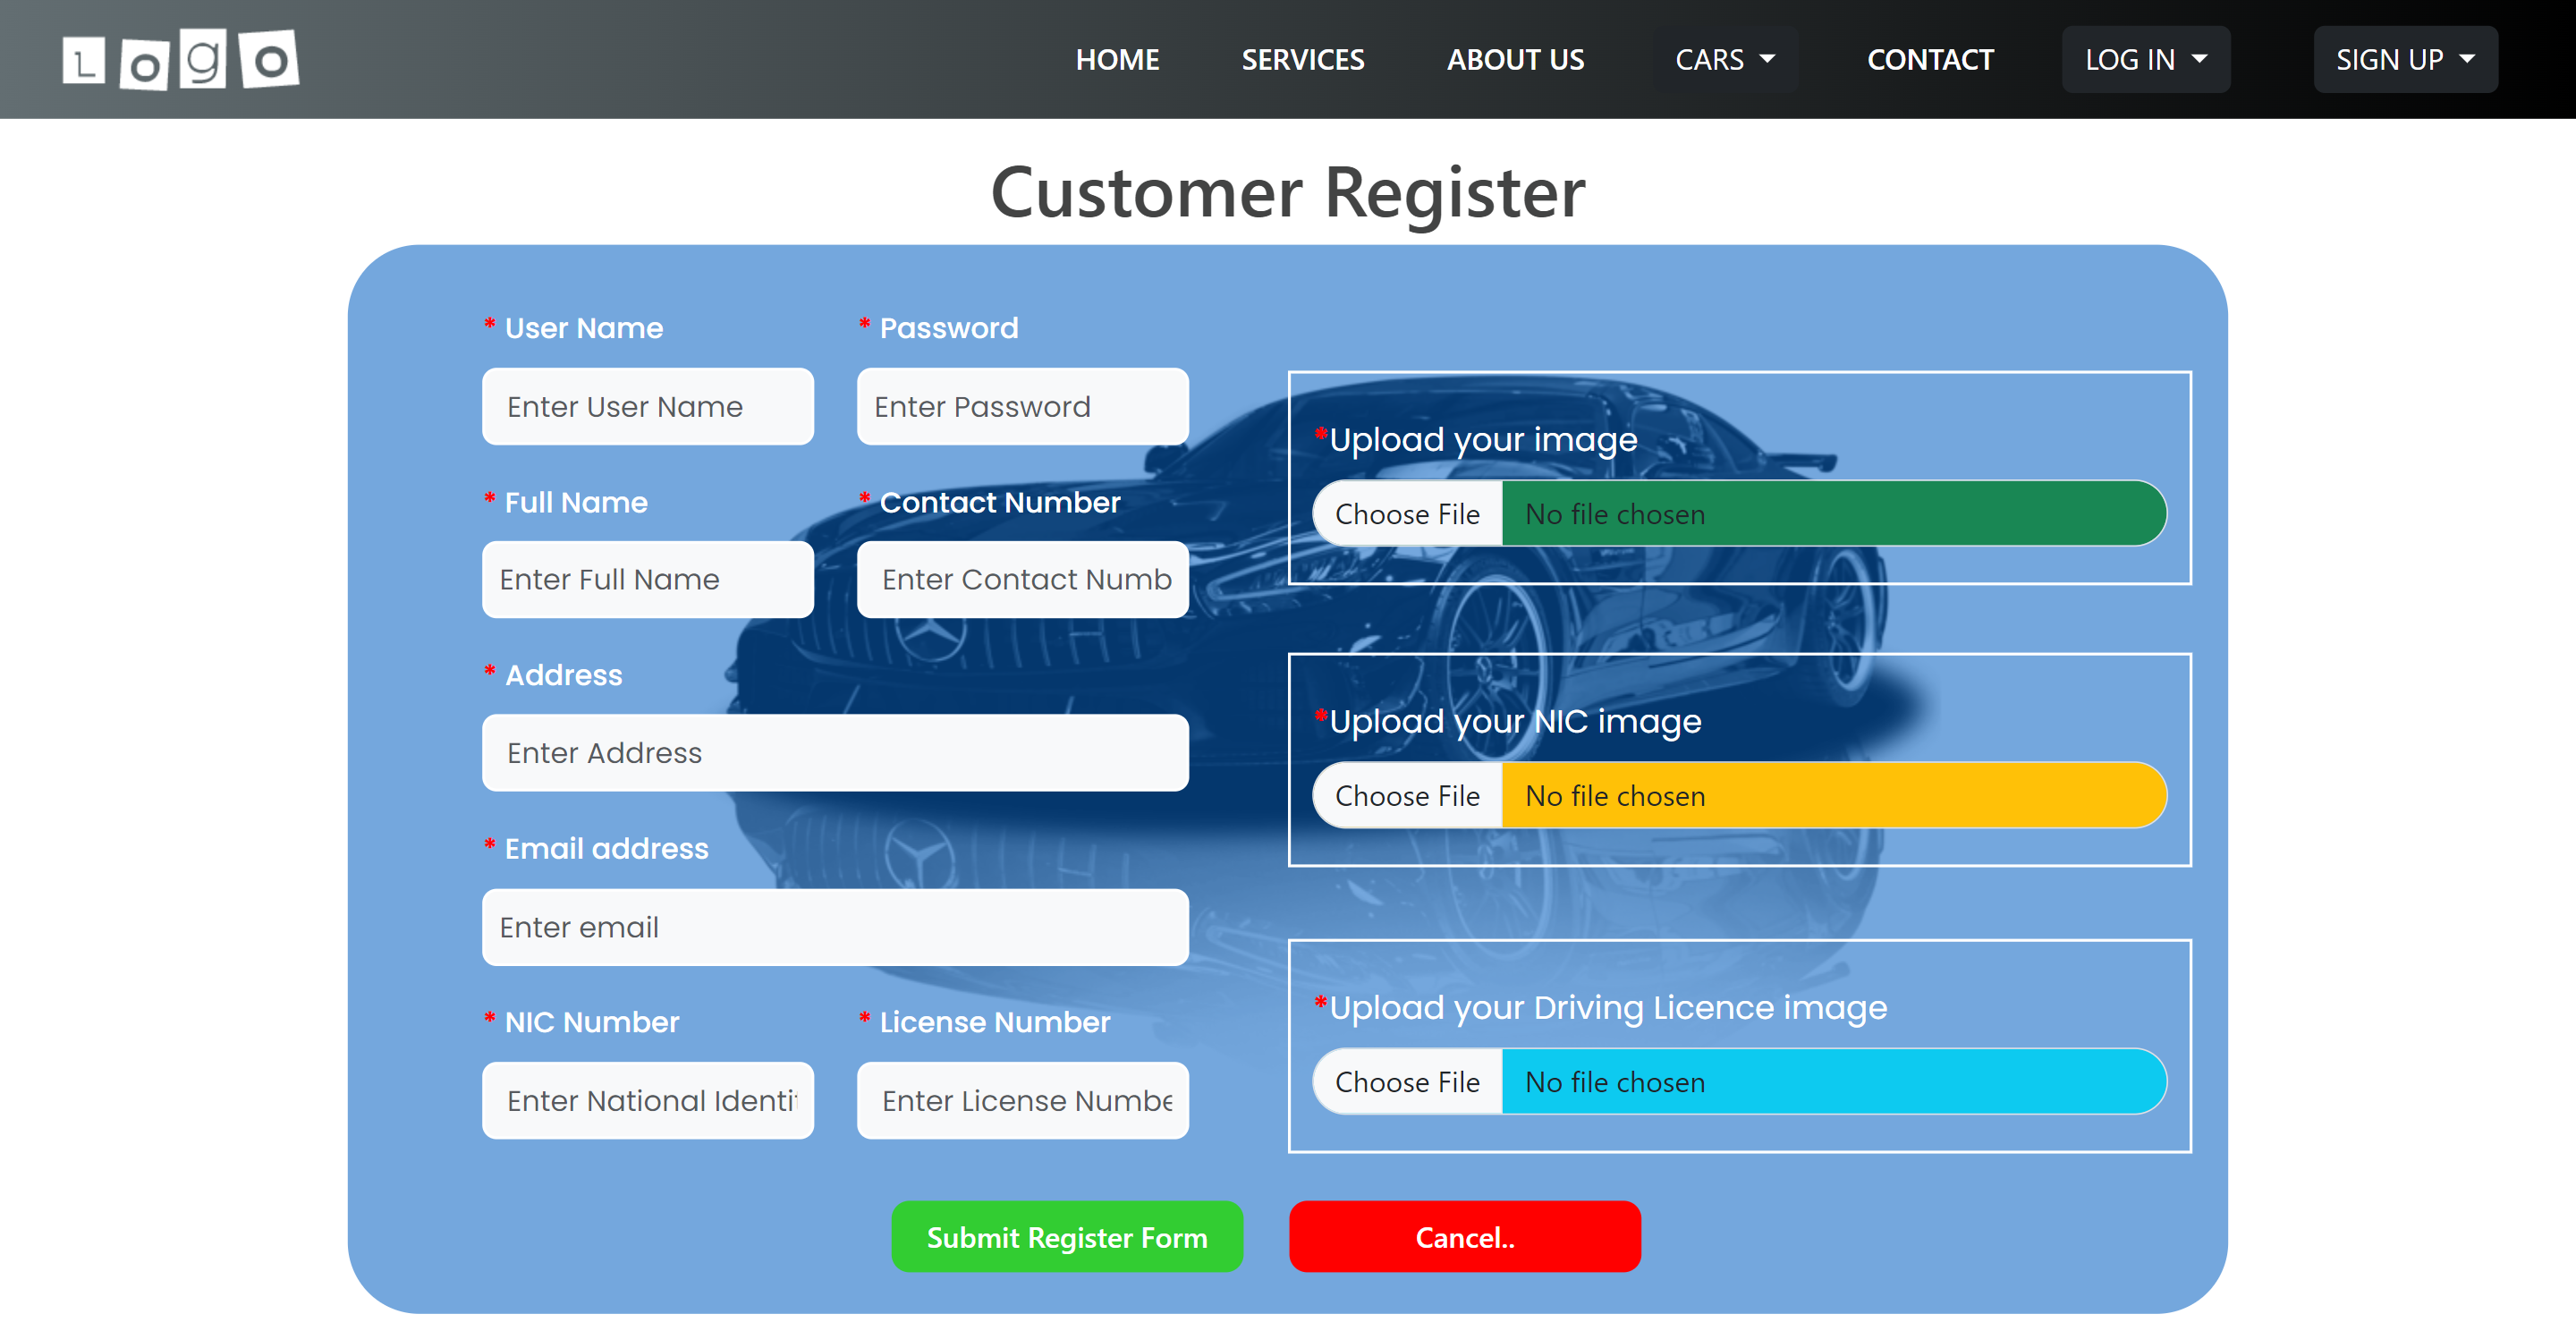 Logo
HOME SERVICES ABOUT US CARS CONTACT LOG IN SIGN UP
Customer Register
* User Name
* Password
Enter User Name
Enter Password
* Full Name
* Contact Number
Enter Full Name
Enter Contact Numb
* Address
Enter Address
* Email address
Enter email
* NIC Number
* License Number
Enter National Identit
Enter License Numbe
*Upload your image
Choose File No file chosen
*Upload your NIC image
Choose File No file chosen
*Upload your Driving Licence image
Choose File No file chosen
Submit Register Form
Cancel..